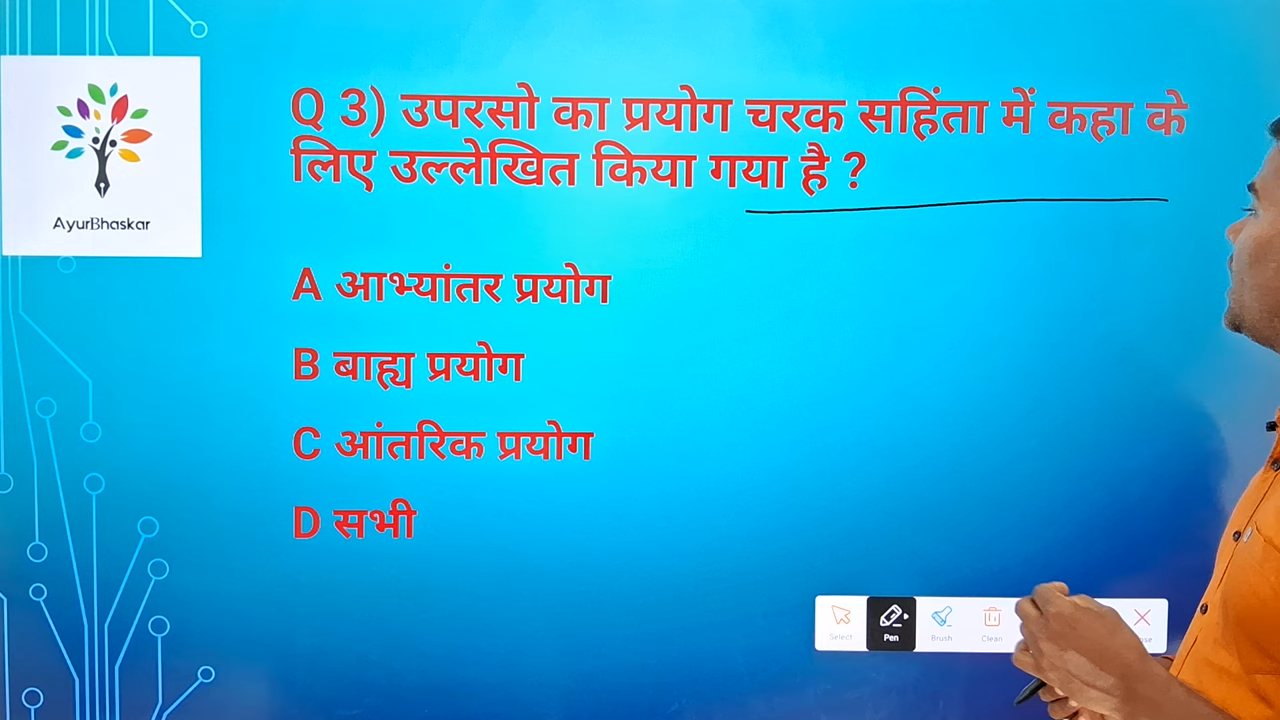 Q 3) उपरसो का प्रयोग चरक सहिंता में कहा के
लिए उल्लेखित किया गया है ?
AyurBhaskar
A आभ्यांतर प्रयोग
B बाह्य प्रयोग
C आंतरिक प्रयोग
D सभी
Select
Pen
Brush
Clean